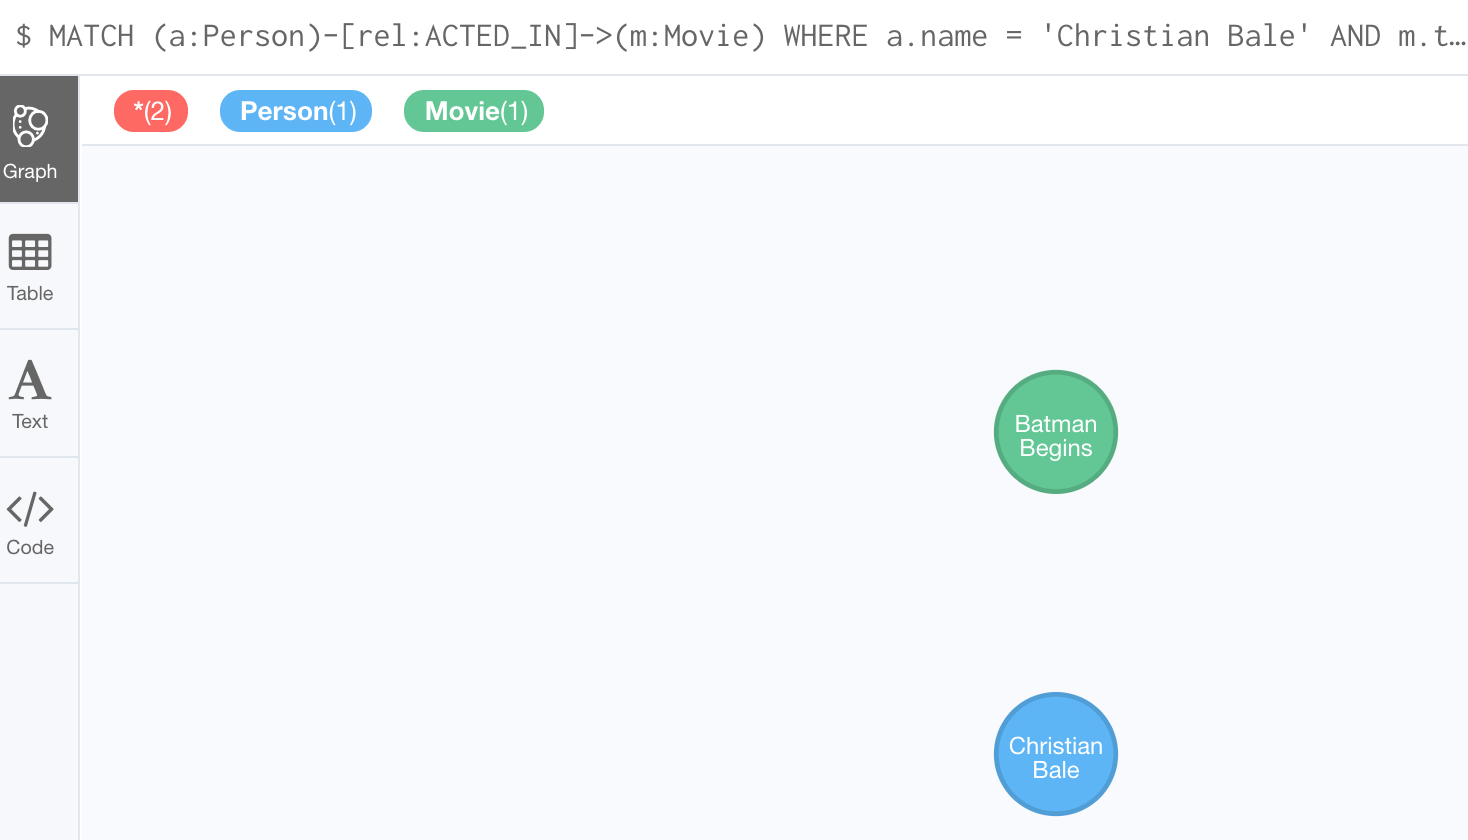 $ MATCH (a:Person)-[rel:ACTED_IN]->(m:Movie) WHERE a.name = 'Christian Bale' AND m.t…
*(2) Person(1) Movie(1)
Graph
Table
Text
Code
Batman
Begins
Christian
Bale